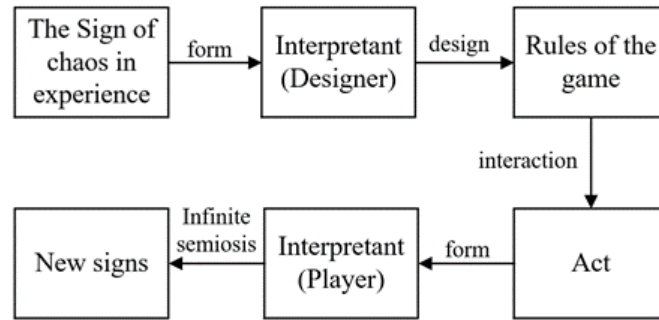 The Sign of
chaos in
experience
form
Interpretant
(Designer)
design
Rules of the
game
interaction
Act
form
Interpretant
(Player)
Infinite
semiosis
New signs